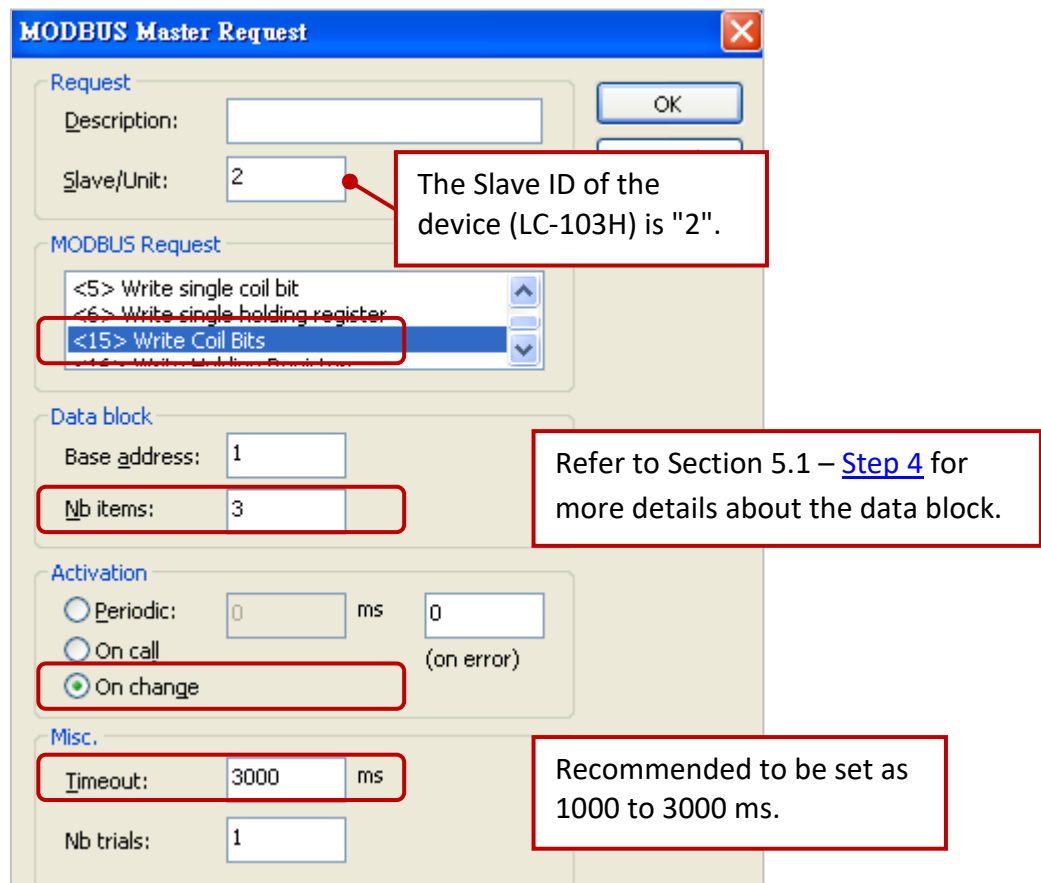 MODBUS Master Request
Request
OK
Description:
Slave/Unit:
2
The Slave ID of the
device (LC-103H) is "2".
MODBUS Request
<5> Write single coil bit
<6> Write single holding register
<15> Write Coil Bits
Data block
Base address:
1
Nb items:
3
Refer to Section 5.1 – Step 4 for
more details about the data block.
Activation
Periodic:
0
ms
0
On call
(on error)
On change
Misc.
Timeout:
3000
ms
Recommended to be set as
1000 to 3000 ms.
Nb trials:
1